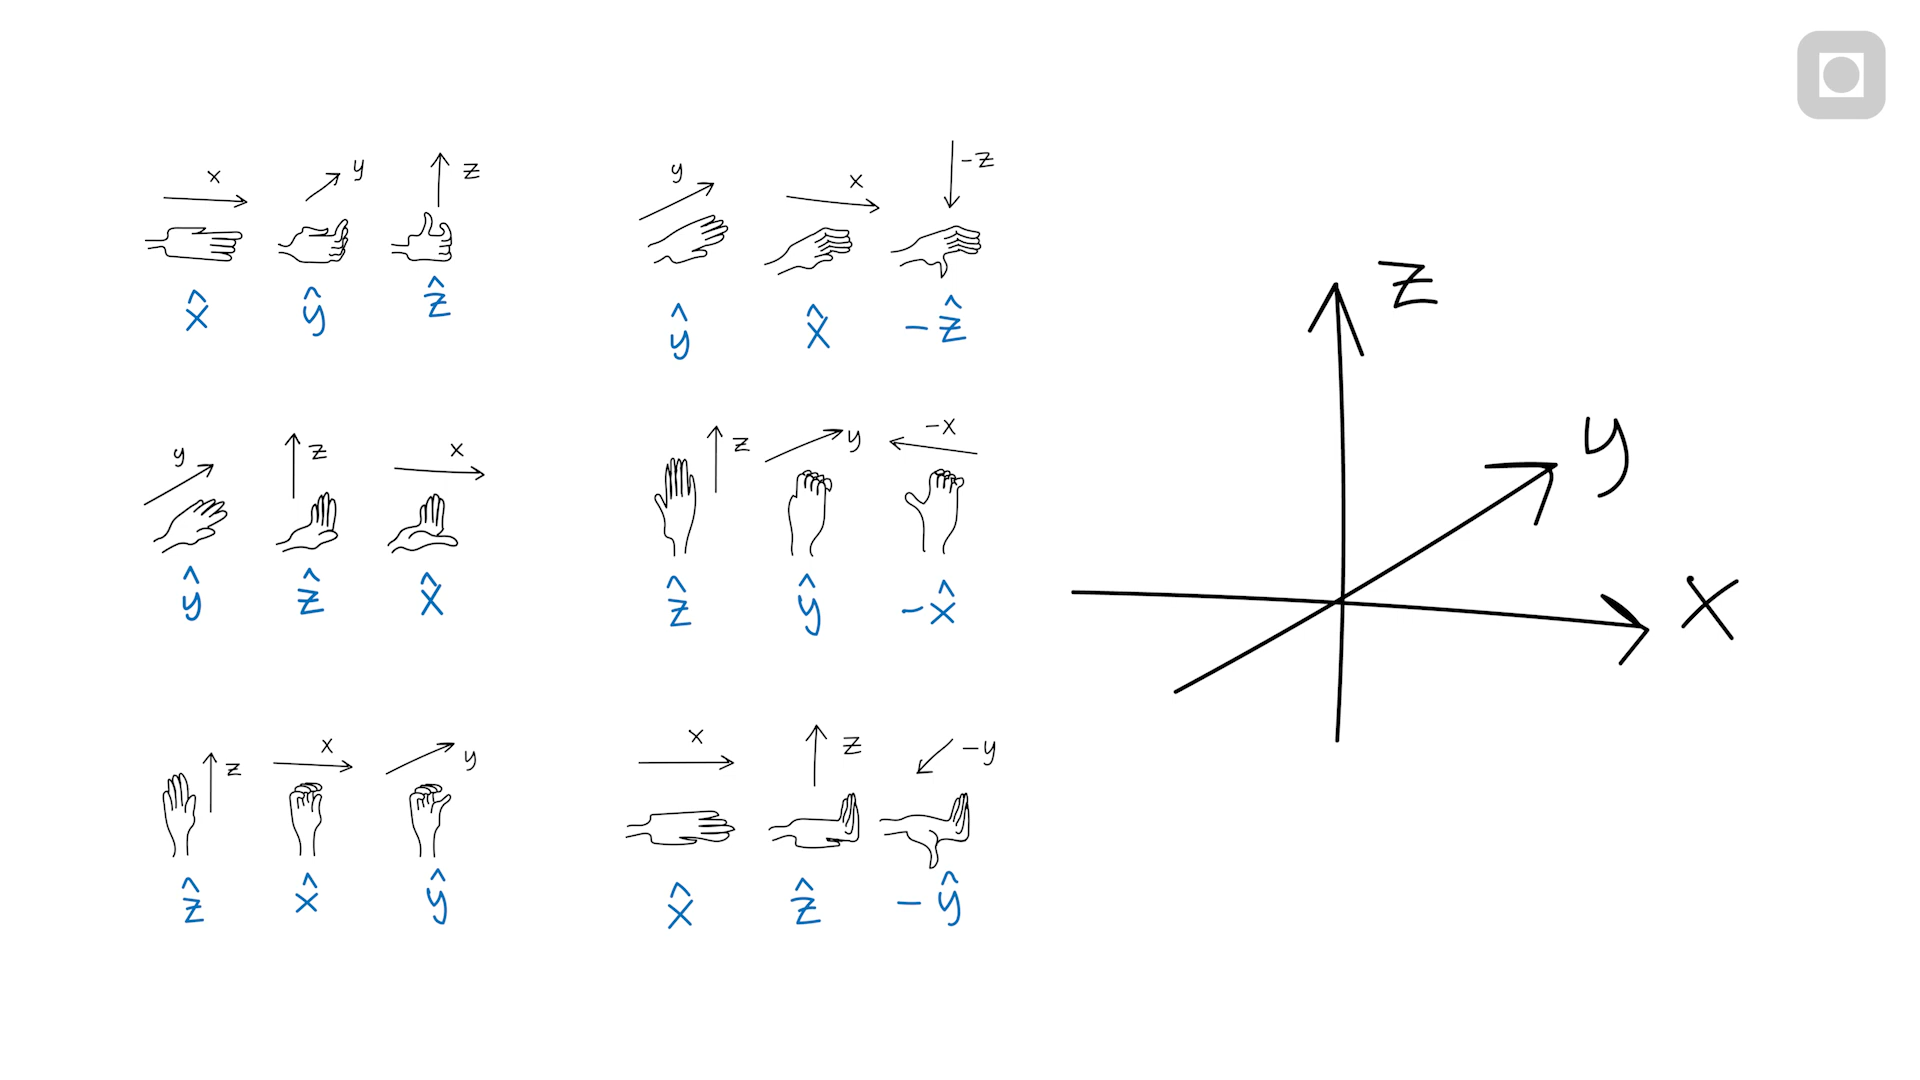 x y z
x̂ ŷ ẑ
y x -z
ŷ x̂ -ẑ
y z x
ŷ ẑ x̂
z y -x
ẑ ŷ -x̂
z x y
ẑ x̂ ŷ
x z -y
x̂ ẑ -ŷ
z
y
x